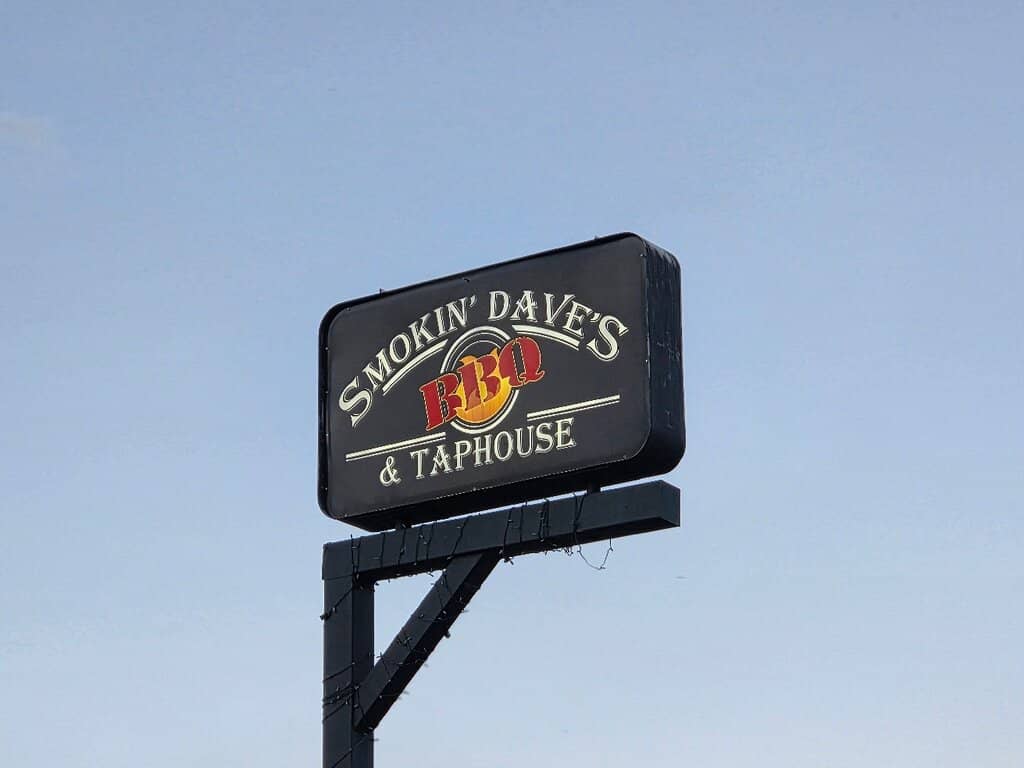 SMOKIN' DAVE'S
BBQ
& TAPHOUSE